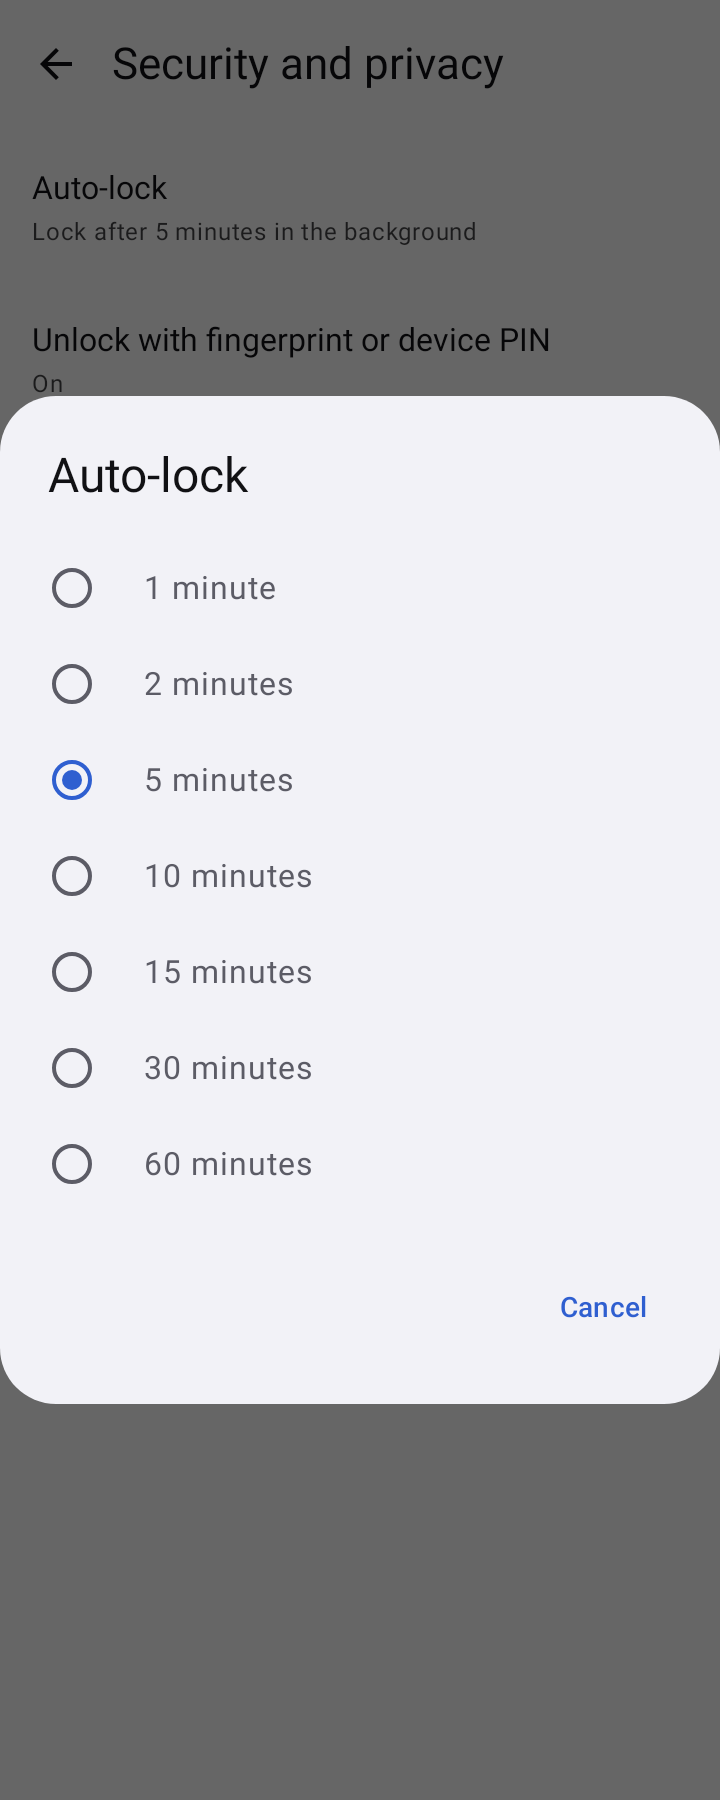 Security and privacy
Auto-lock
Lock after 5 minutes in the background
Unlock with fingerprint or device PIN
On
Auto-lock
1 minute
2 minutes
5 minutes
10 minutes
15 minutes
30 minutes
60 minutes
Cancel